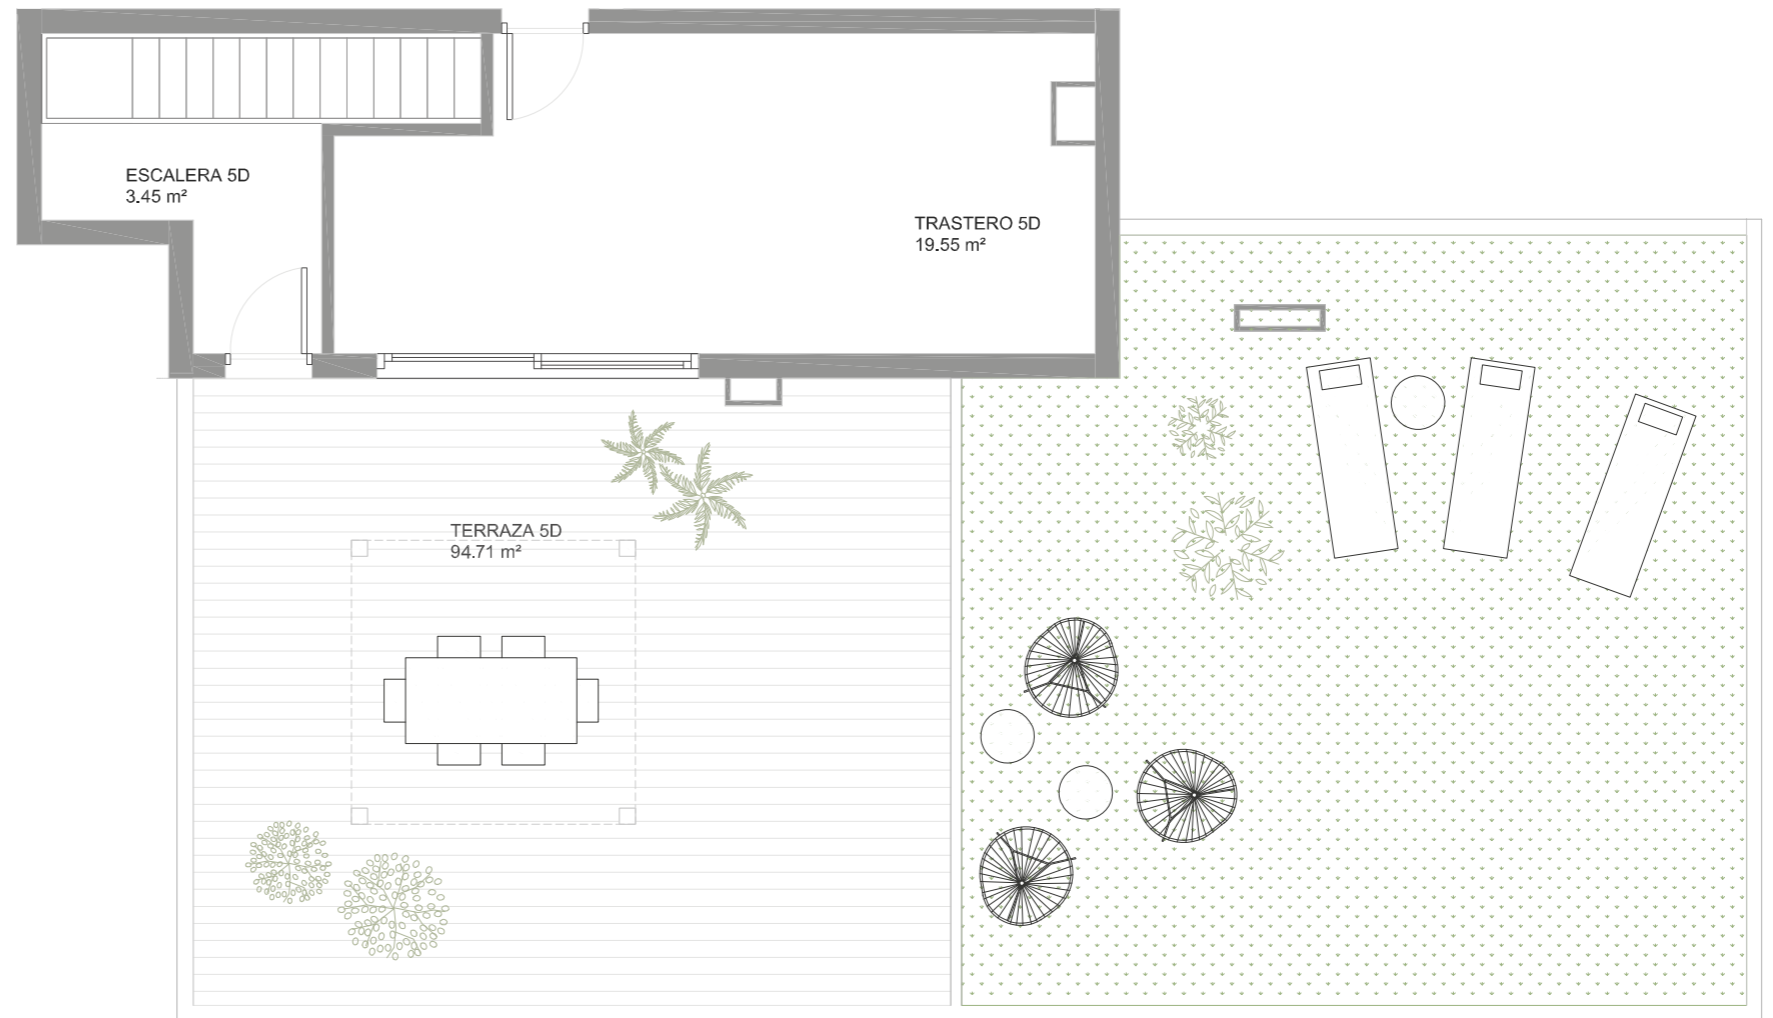 ESCALERA 5D
3.45 m²
TRASTERO 5D
19.55 m²
TERRAZA 5D
94.71 m²